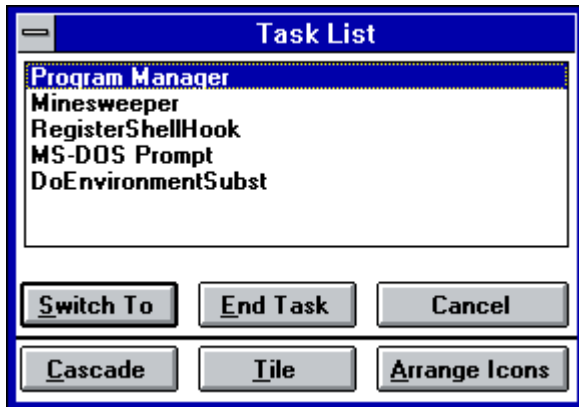 Task List
Program Manager
Minesweeper
RegisterShellHook
MS-DOS Prompt
DoEnvironmentSubst
Switch To End Task Cancel
Cascade Tile Arrange Icons